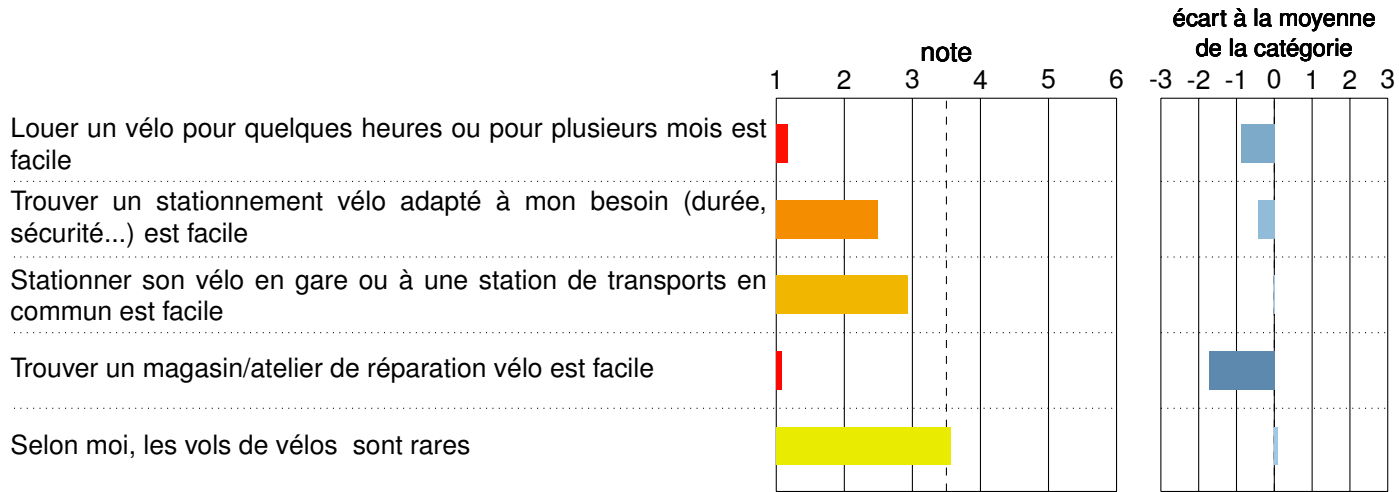 écart à la moyenne
note de la catégorie
1 2 3 4 5 6 -3 -2 -1 0 1 2 3
Louer un vélo pour quelques heures ou pour plusieurs mois est
facile
Trouver un stationnement vélo adapté à mon besoin (durée,
sécurité...) est facile
Stationner son vélo en gare ou à une station de transports en
commun est facile
Trouver un magasin/atelier de réparation vélo est facile
Selon moi, les vols de vélos sont rares